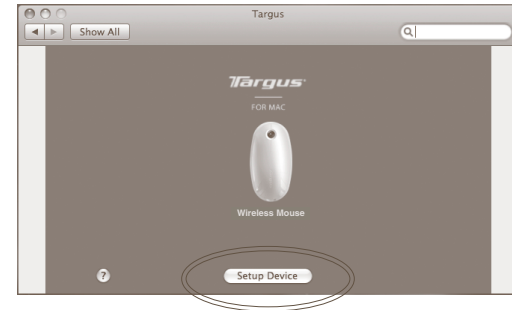 Targus
Show All
Targus
FOR MAC
Wireless Mouse
?
Setup Device